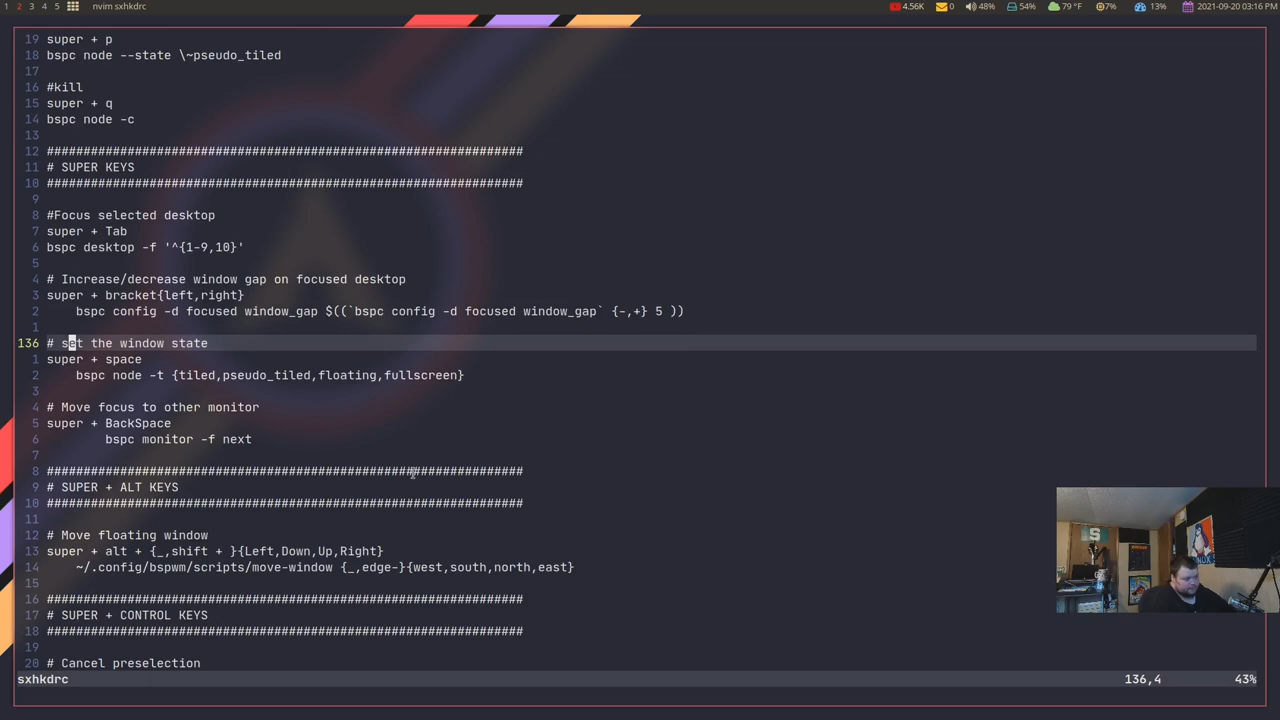 1 2 3 4 5 nvim sxhkdrc 4.56K 0 48% 54% 79 °F 7% 13% 2021-09-20 03:16 PM
19 super + p
18 bspc node --state \~pseudo_tiled
17
16 #kill
15 super + q
14 bspc node -c
13
12 #################################################################
11 # SUPER KEYS
10 #################################################################
9
8 #Focus selected desktop
7 super + Tab
6 bspc desktop -f '^{1-9,10}'
5
4 # Increase/decrease window gap on focused desktop
3 super + bracket{left,right}
2 bspc config -d focused window_gap $((`bspc config -d focused window_gap` {-,+} 5 ))
1
136 # set the window state
1 super + space
2 bspc node -t {tiled,pseudo_tiled,floating,fullscreen}
3
4 # Move focus to other monitor
5 super + BackSpace
6 bspc monitor -f next
7
8 #################################################################
9 # SUPER + ALT KEYS
10 #################################################################
11
12 # Move floating window
13 super + alt + {_,shift + }{Left,Down,Up,Right}
14 ~/.config/bspwm/scripts/move-window {_,edge-}{west,south,north,east}
15
16 #################################################################
17 # SUPER + CONTROL KEYS
18 #################################################################
19
20 # Cancel preselection
sxhkdrc 136,4 43%